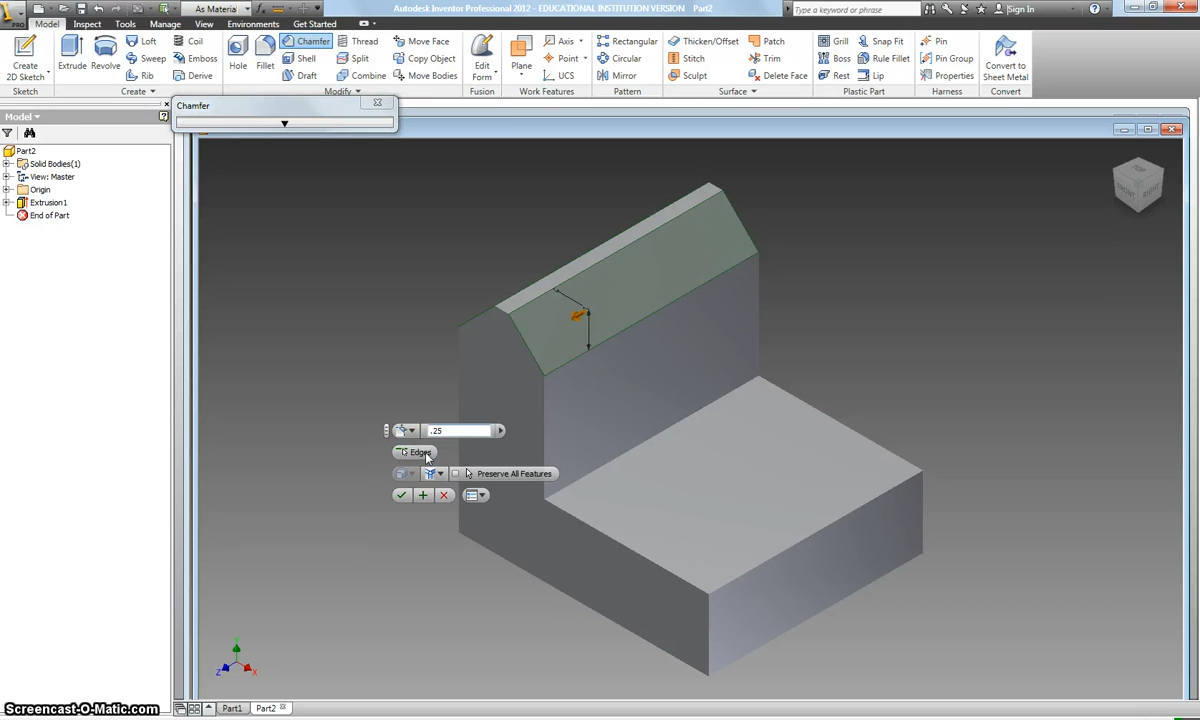 PRO
As Material
Autodesk Inventor Professional 2012 - EDUCATIONAL INSTITUTION VERSION Part2
Type a keyword or phrase
Sign In
Model Inspect Tools Manage View Environments Get Started
Create
2D Sketch
Extrude Revolve
Loft Coil
Sweep Emboss
Rib Derive
Hole Fillet
Chamfer Thread Move Face
Shell Split Copy Object
Draft Combine Move Bodies
Edit
Form
Plane
Axis
Point
UCS
Rectangular
Circular
Mirror
Thicken/Offset Patch
Stitch Trim
Sculpt Delete Face
Grill Snap Fit
Boss Rule Fillet
Rest Lip
Pin
Pin Group
Properties
Convert to
Sheet Metal
Sketch Create Modify Fusion Work Features Pattern Surface Plastic Part Harness Convert
Model
Chamfer
Part2
Solid Bodies(1)
View: Master
Origin
Extrusion1
End of Part
FRONT RIGHT
.25
Edges
Preserve All Features
Y
Z
X
Part1 Part2
Screencast-O-Matic.com